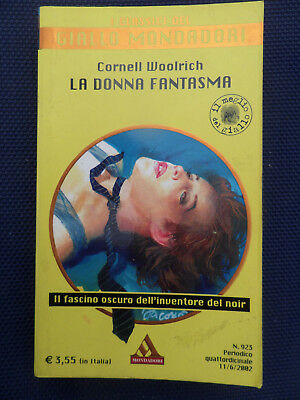 I CLASSICI DEL
GIALLO MONDADORI
Cornell Woolrich
LA DONNA FANTASMA
il meglio del giallo
Il fascino oscuro dell'inventore del noir
N. 923
Periodico
quattordicinale
11/6/2002
€ 3,55 (in Italia)
MONDADORI